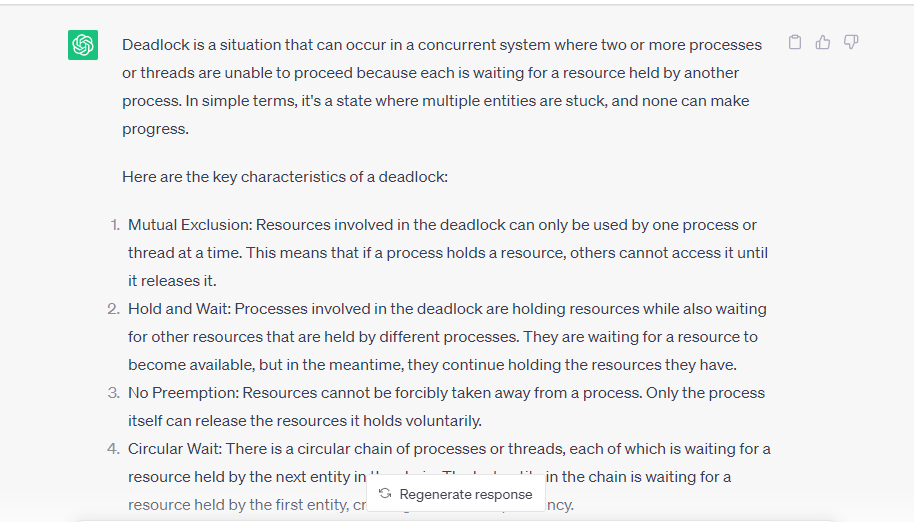 Deadlock is a situation that can occur in a concurrent system where two or more processes
or threads are unable to proceed because each is waiting for a resource held by another
process. In simple terms, it's a state where multiple entities are stuck, and none can make
progress.
Here are the key characteristics of a deadlock:
1. Mutual Exclusion: Resources involved in the deadlock can only be used by one process or
thread at a time. This means that if a process holds a resource, others cannot access it until
it releases it.
2. Hold and Wait: Processes involved in the deadlock are holding resources while also waiting
for other resources that are held by different processes. They are waiting for a resource to
become available, but in the meantime, they continue holding the resources they have.
3. No Preemption: Resources cannot be forcibly taken away from a process. Only the process
itself can release the resources it holds voluntarily.
4. Circular Wait: There is a circular chain of processes or threads, each of which is waiting for a
resource held by the next entity in in the chain is waiting for a
Regenerate response
resource held by the first entity,